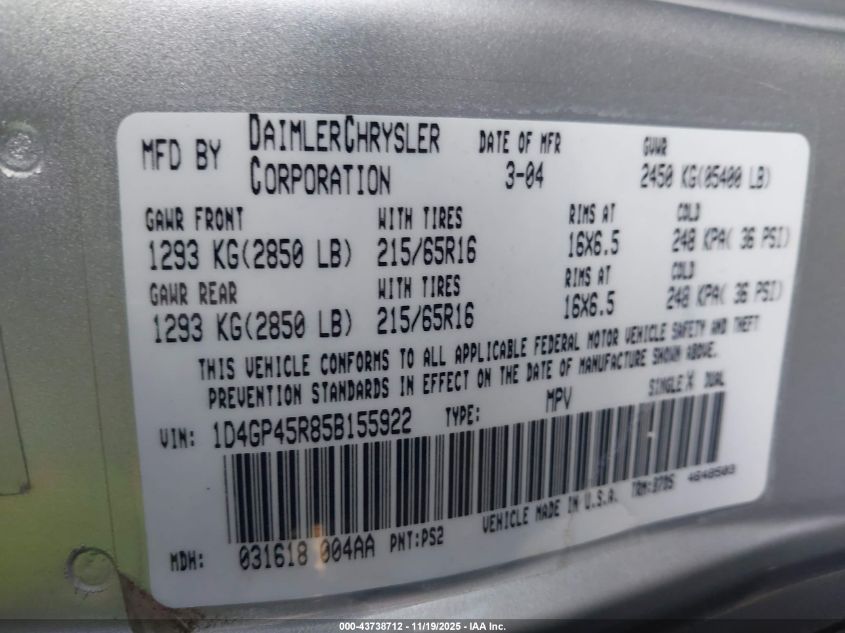 MFD BY DAIMLERCHRYSLER CORPORATION DATE OF MFR 3-04 GVWR 2450 KG(05400 LB)
GAWR FRONT WITH TIRES RIMS AT COLD
1293 KG(2850 LB) 215/65R16 16X6.5 248 KPA( 36 PSI)
GAWR REAR WITH TIRES RIMS AT COLD
1293 KG(2850 LB) 215/65R16 16X6.5 248 KPA( 36 PSI)
THIS VEHICLE CONFORMS TO ALL APPLICABLE FEDERAL MOTOR VEHICLE SAFETY AND THEFT
PREVENTION STANDARDS IN EFFECT ON THE DATE OF MANUFACTURE SHOWN ABOVE.
VIN: 1D4GP45R85B155922 TYPE: MPV SINGLE X DUAL
MDH: 031618 004AA PNT:PS2 VEHICLE MADE IN U.S.A. 4648503
000-43738712 - 11/19/2025 - IAA Inc.